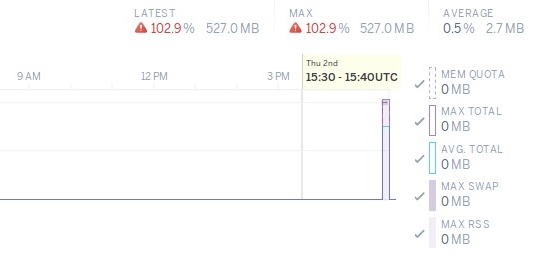 LATEST MAX AVERAGE
102.9% 527.0 MB 102.9% 527.0 MB 0.5% 2.7 MB
Thu 2nd
9 AM 12 PM 3 PM 15:30 - 15:40UTC
MEM QUOTA
0 MB
MAX TOTAL
0 MB
AVG. TOTAL
0 MB
MAX SWAP
0 MB
MAX RSS
0 MB